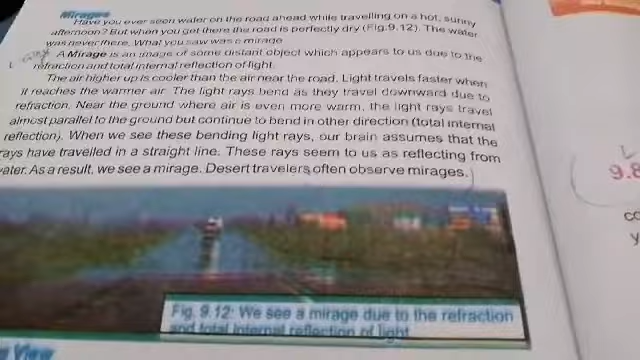 Mirages
Have you ever seen water on the road ahead while travelling on a hot, sunny
afternoon? But when you get there the road is perfectly dry (Fig.9.12). The water
was never there. What you saw was a mirage.
A Mirage is an image of some distant object which appears to us due to the
refraction and total internal reflection of light.
The air higher up is cooler than the air near the road. Light travels faster when
it reaches the warmer air. The light rays bend as they travel downward due to
refraction. Near the ground where air is even more warm, the light rays travel
almost parallel to the ground but continue to bend in other direction (total internal
reflection). When we see these bending light rays, our brain assumes that the
rays have travelled in a straight line. These rays seem to us as reflecting from
water. As a result, we see a mirage. Desert travelers often observe mirages.
9.8
Fig. 9.12: We see a mirage due to the refraction
and total internal reflection of light
View